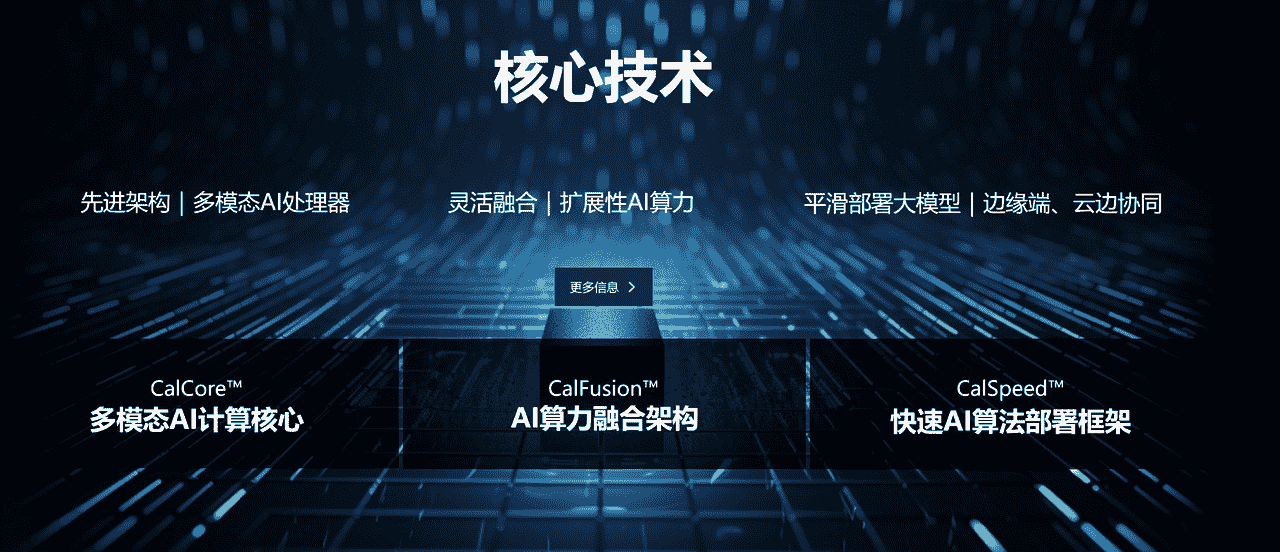 核心技术
先进架构 | 多模态AI处理器
灵活融合 | 扩展性AI算力
平滑部署大模型 | 边缘端、云边协同
更多信息 >
CalCore™
多模态AI计算核心
CalFusion™
AI算力融合架构
CalSpeed™
快速AI算法部署框架